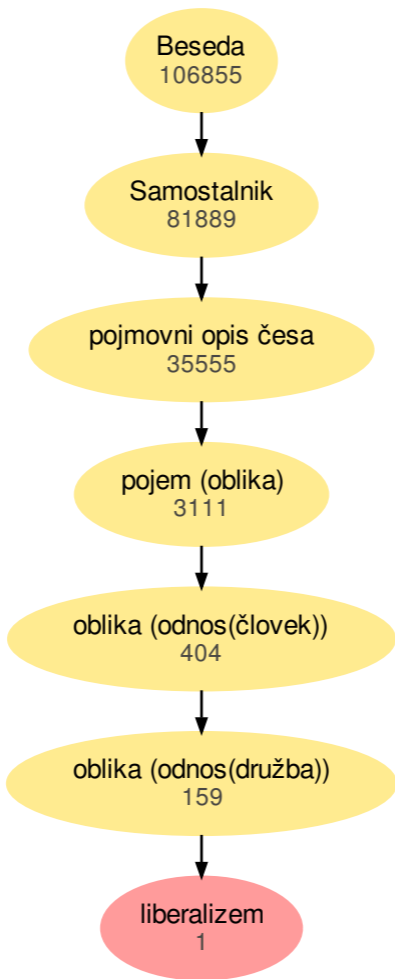 Beseda
106855
Samostalnik
81889
pojmovni opis česa
35555
pojem (oblika)
3111
oblika (odnos(človek))
404
oblika (odnos(družba))
159
liberalizem
1